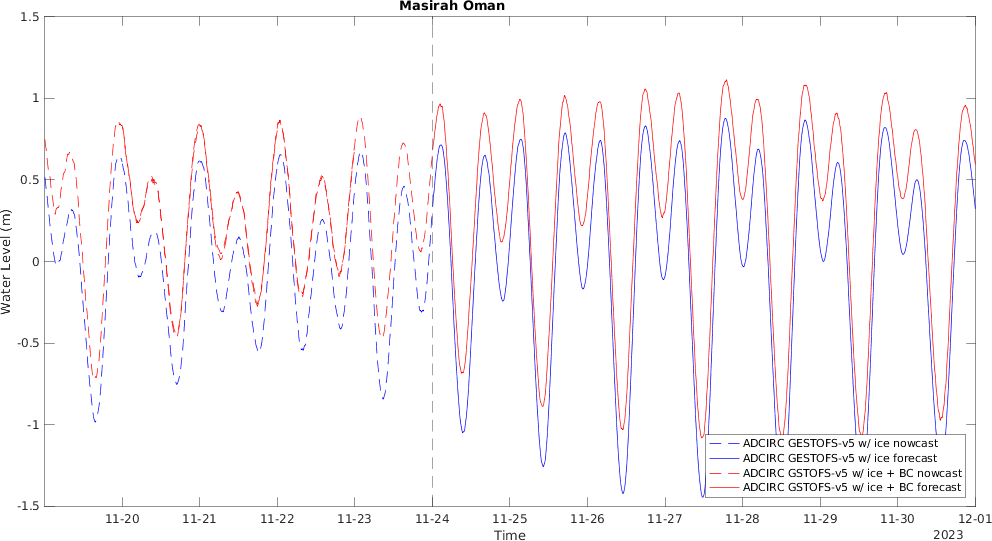 Masirah Oman
1.5
1
0.5
0
-0.5
-1
-1.5
Water Level (m)
11-20 11-21 11-22 11-23 11-24 11-25 11-26 11-27 11-28 11-29 11-30 12-01
Time
2023
ADCIRC GESTOFS-v5 w/ ice nowcast
ADCIRC GESTOFS-v5 w/ ice forecast
ADCIRC GSTOFS-v5 w/ ice + BC nowcast
ADCIRC GSTOFS-v5 w/ ice + BC forecast